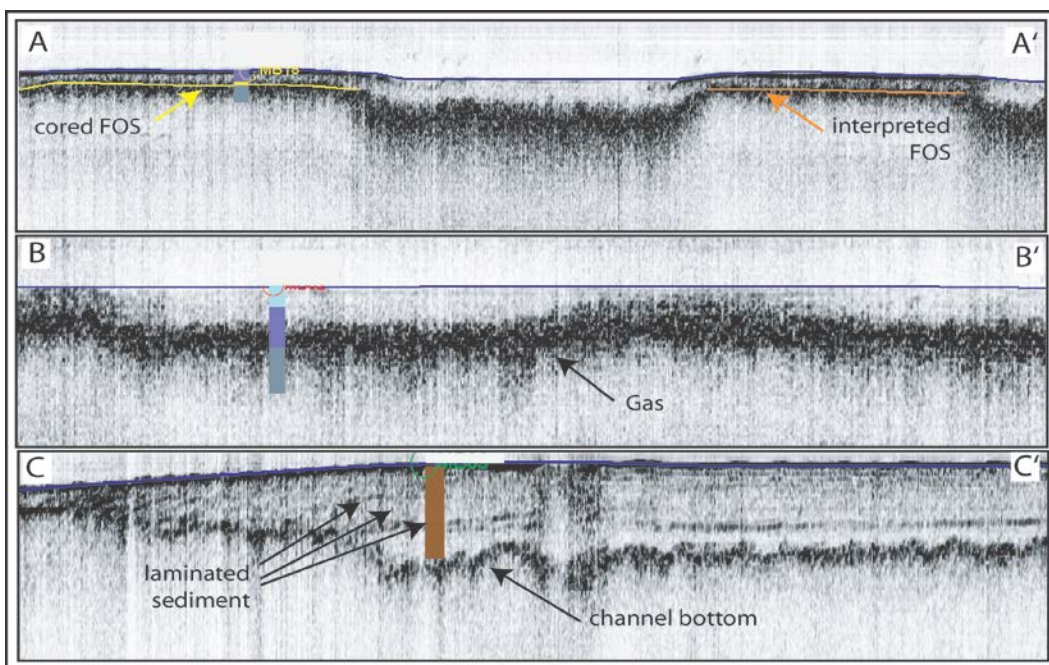 A
A'
cored FOS
interpreted
FOS
B
B'
Gas
C
C'
laminated
sediment
channel bottom